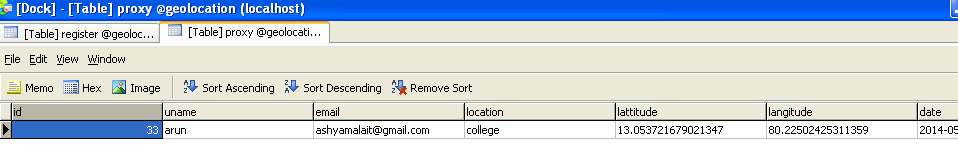 [Dock] - [Table] proxy @geolocation (localhost)
[Table] register @geoloc... [Table] proxy @geolocati...
File Edit View Window
Memo Hex Image Sort Ascending Sort Descending Remove Sort
id uname email location lattitude langitude date
33 arun ashyamalait@gmail.com college 13.053721679021347 80.22502425311359 2014-05